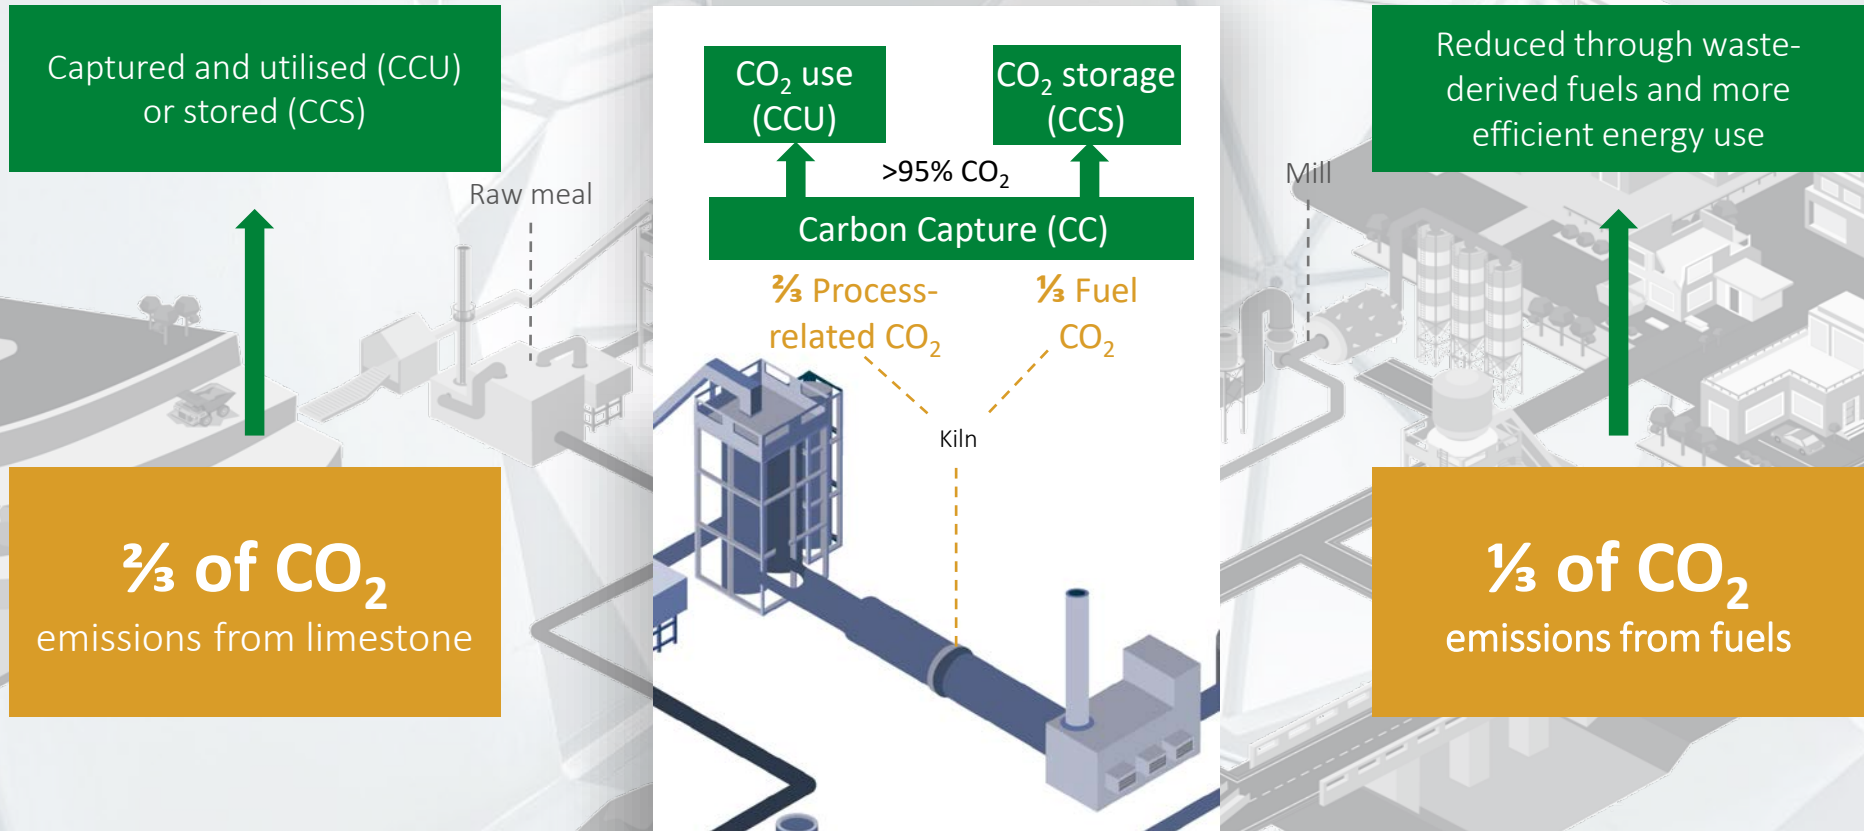 Captured and utilised (CCU)
or stored (CCS)
Raw meal
⅔ of CO₂
emissions from limestone
CO₂ use
(CCU)
CO₂ storage
(CCS)
>95% CO₂
Carbon Capture (CC)
⅔ Process-
related CO₂
⅓ Fuel
CO₂
Kiln
Reduced through waste-
derived fuels and more
efficient energy use
Mill
⅓ of CO₂
emissions from fuels